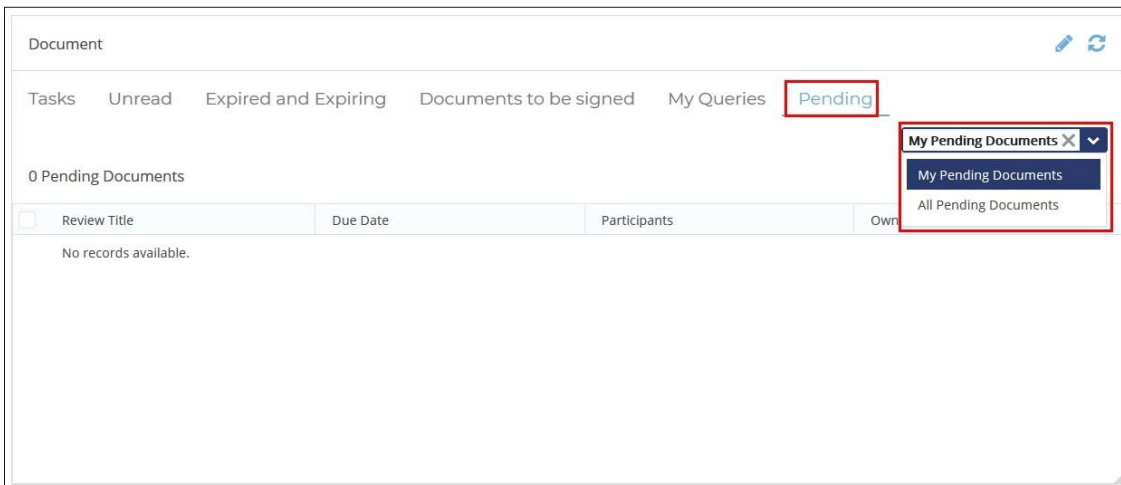 Document
Tasks Unread Expired and Expiring Documents to be signed My Queries Pending
My Pending Documents
0 Pending Documents
My Pending Documents
All Pending Documents
Review Title Due Date Participants Own
No records available.